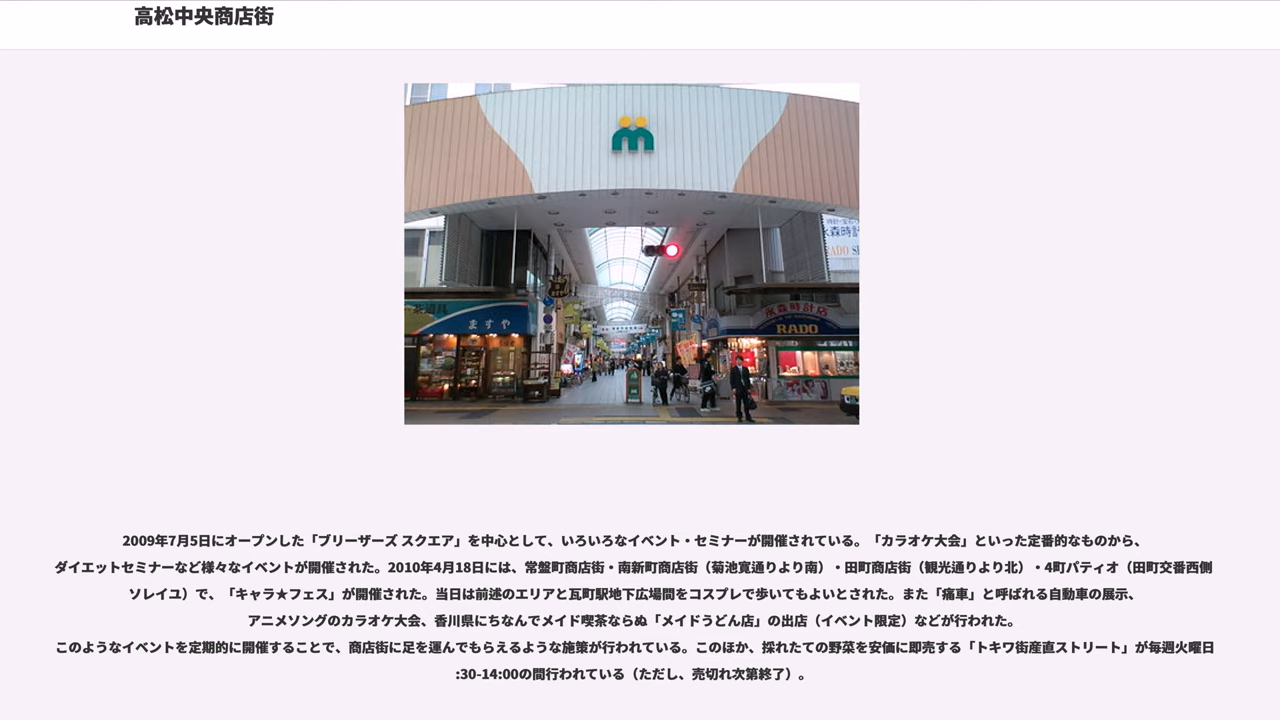 高松中央商店街
ますや
永森時計店
RADO
2009年7月5日にオープンした「ブリーザーズ スクエア」を中心として、いろいろなイベント・セミナーが開催されている。「カラオケ大会」といった定番的なものから、
ダイエットセミナーなど様々なイベントが開催された。2010年4月18日には、常盤町商店街・南新町商店街（菊池寛通りより南）・田町商店街（観光通りより北）・4町パティオ（田町交番西側
ソレイユ）で、「キャラ★フェス」が開催された。当日は前述のエリアと瓦町駅地下広場間をコスプレで歩いてもよいとされた。また「痛車」と呼ばれる自動車の展示、
アニメソングのカラオケ大会、香川県にちなんでメイド喫茶ならぬ「メイドうどん店」の出店（イベント限定）などが行われた。
このようなイベントを定期的に開催することで、商店街に足を運んでもらえるような施策が行われている。このほか、採れたての野菜を安価に即売する「トキワ街産直ストリート」が毎週火曜日
:30-14:00の間行われている（ただし、売切れ次第終了）。